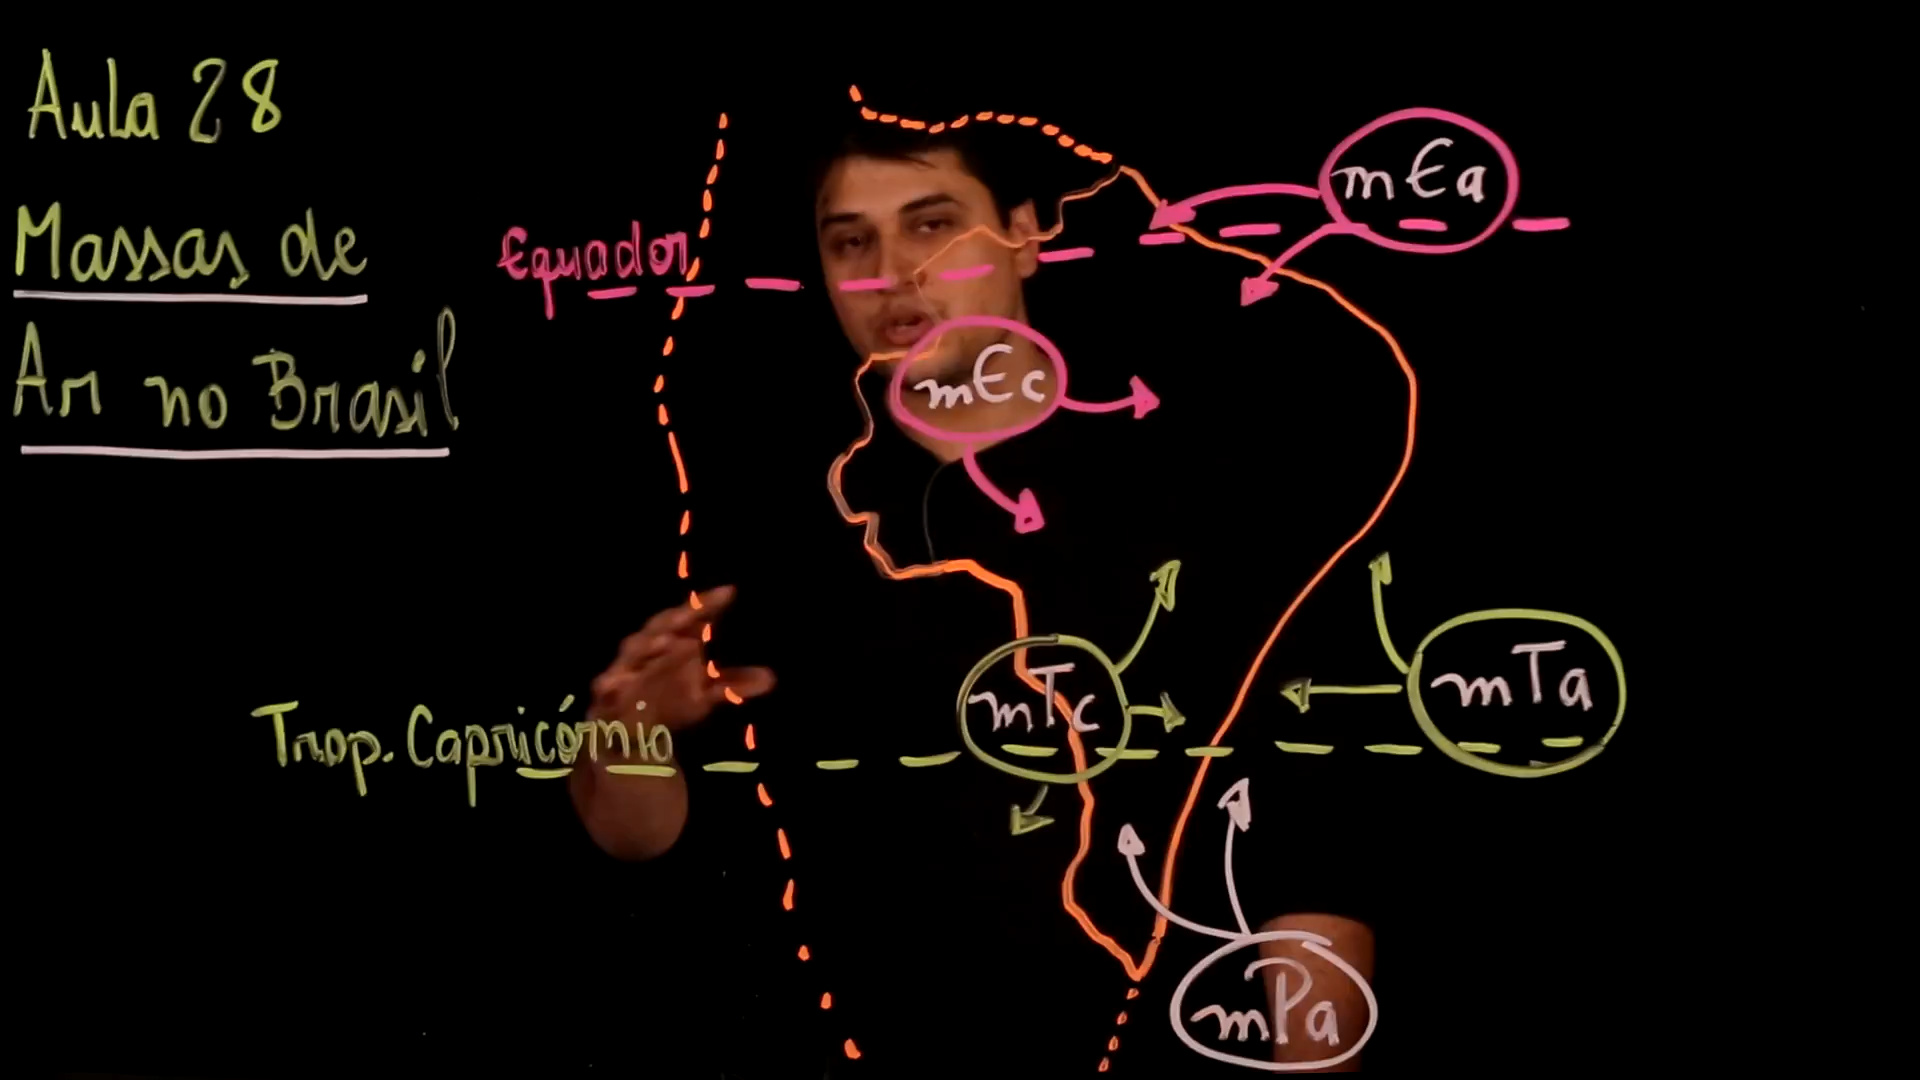 Aula 28
Massas de
Ar no Brasil
Equador
mEa
mEc
Trop. Capricórnio
mTc
mTa
mPa